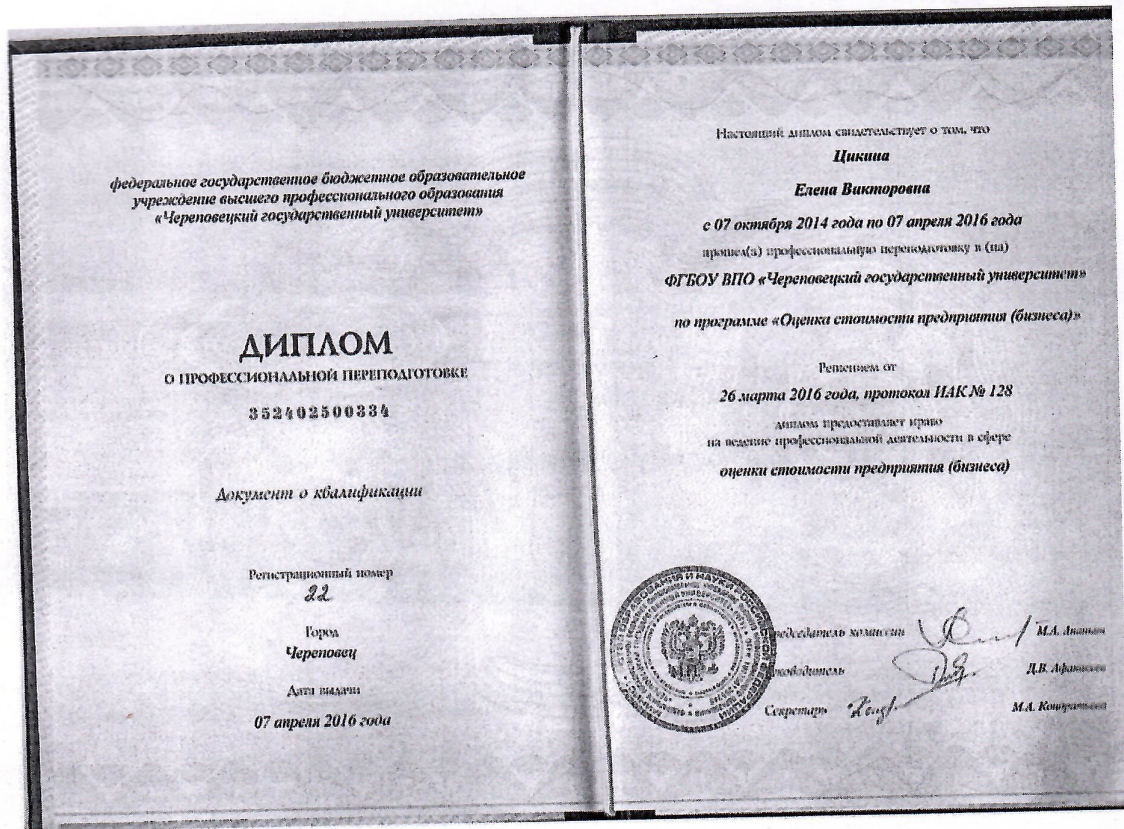 федеральное государственное бюджетное образовательное
учреждение высшего профессионального образования
«Череповецкий государственный университет»
ДИПЛОМ
О ПРОФЕССИОНАЛЬНОЙ ПЕРЕПОДГОТОВКЕ
352402500334
Документ о квалификации
Регистрационный номер
22
Город
Череповец
Дата выдачи
07 апреля 2016 года
Настоящий диплом свидетельствует о том, что
Цикина
Елена Викторовна
с 07 октября 2014 года по 07 апреля 2016 года
прошел(а) профессиональную переподготовку в (на)
ФГБОУ ВПО «Череповецкий государственный университет»
по программе «Оценка стоимости предприятия (бизнеса)»
Решением от
26 марта 2016 года, протокол ИАК № 128
диплом предоставляет право
на ведение профессиональной деятельности в сфере
оценки стоимости предприятия (бизнеса)
Председатель комиссии М.А.
Руководитель Д.В. Афанасьев
Секретарь М.А.